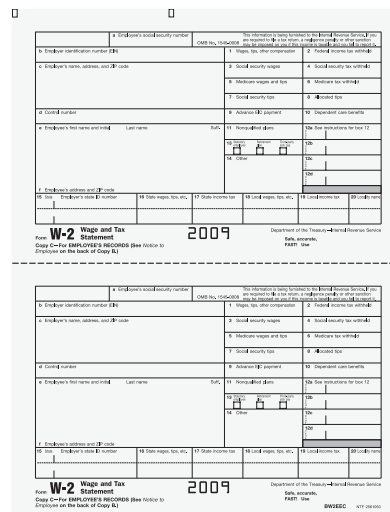 a Employee's social security number
OMB No. 1545-0008
This information is being furnished to the Internal Revenue Service. If you
are required to file a tax return, a negligence penalty or other sanction
may be imposed on you if this income is taxable and you fail to report it.
b Employer identification number (EIN)
1 Wages, tips, other compensation
2 Federal income tax withheld
c Employer's name, address, and ZIP code
3 Social security wages
4 Social security tax withheld
5 Medicare wages and tips
6 Medicare tax withheld
7 Social security tips
8 Allocated tips
d Control number
9 Advance EIC payment
10 Dependent care benefits
e Employee's first name and initial Last name Suff.
11 Nonqualified plans
12a See instructions for box 12
13 Statutory employee Retirement plan Third-party sick pay
12b
14 Other
12c
12d
f Employee's address and ZIP code
15 State Employer's state ID number
16 State wages, tips, etc.
17 State income tax
18 Local wages, tips, etc.
19 Local income tax
20 Locality name
Form W-2 Wage and Tax Statement
2009
Department of the Treasury—Internal Revenue Service
Safe, accurate,
FAST! Use
Copy C—For EMPLOYEE'S RECORDS (See Notice to
Employee on the back of Copy B.)
a Employee's social security number
OMB No. 1545-0008
This information is being furnished to the Internal Revenue Service. If you
are required to file a tax return, a negligence penalty or other sanction
may be imposed on you if this income is taxable and you fail to report it.
b Employer identification number (EIN)
1 Wages, tips, other compensation
2 Federal income tax withheld
c Employer's name, address, and ZIP code
3 Social security wages
4 Social security tax withheld
5 Medicare wages and tips
6 Medicare tax withheld
7 Social security tips
8 Allocated tips
d Control number
9 Advance EIC payment
10 Dependent care benefits
e Employee's first name and initial Last name Suff.
11 Nonqualified plans
12a See instructions for box 12
13 Statutory employee Retirement plan Third-party sick pay
12b
14 Other
12c
12d
f Employee's address and ZIP code
15 State Employer's state ID number
16 State wages, tips, etc.
17 State income tax
18 Local wages, tips, etc.
19 Local income tax
20 Locality name
Form W-2 Wage and Tax Statement
2009
Department of the Treasury—Internal Revenue Service
Safe, accurate,
FAST! Use
Copy C—For EMPLOYEE'S RECORDS (See Notice to
Employee on the back of Copy B.)
BW2EEC
NTF